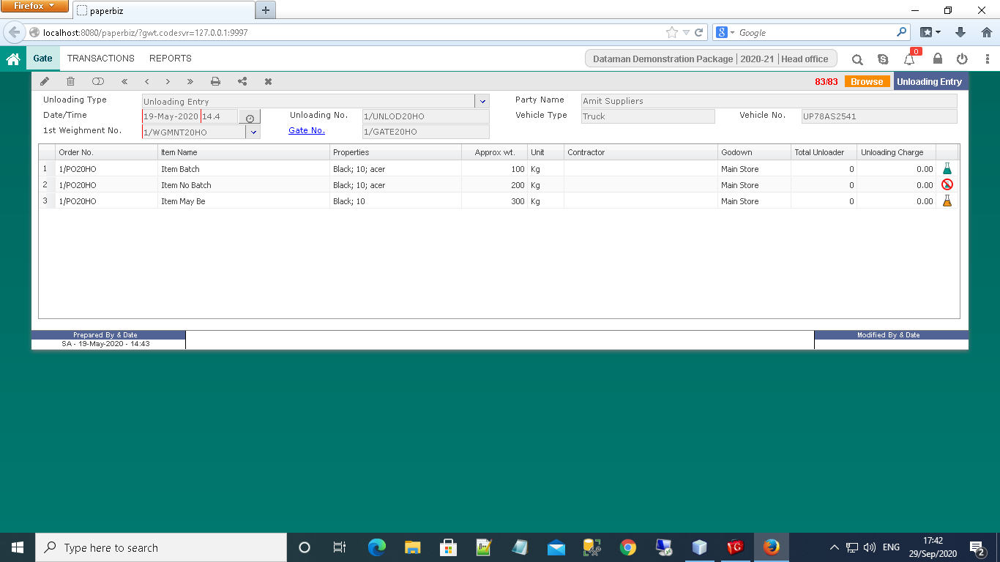 Firefox
paperbiz
localhost:8080/paperbiz/?gwt.codesvr=127.0.0.1:9997
8 Google
Gate TRANSACTIONS REPORTS
Dataman Demonstration Package | 2020-21 | Head office
0
83/83 Browse Unloading Entry
Unloading Type Unloading Entry Party Name Amit Suppliers
Date/Time 19-May-2020 14.4 Unloading No. 1/UNLOD20HO Vehicle Type Truck Vehicle No. UP78AS2541
1st Weighment No. 1/WGMNT20HO Gate No. 1/GATE20HO
Order No. Item Name Properties Approx wt. Unit Contractor Godown Total Unloader Unloading Charge
1 1/PO20HO Item Batch Black; 10; acer 100 Kg Main Store 0 0.00
2 1/PO20HO Item No Batch Black; 10; acer 200 Kg Main Store 0 0.00
3 1/PO20HO Item May Be Black; 10 300 Kg Main Store 0 0.00
Prepared By & Date Modified By & Date
SA - 19-May-2020 - 14:43
Type here to search
ENG
17:42
29/Sep/2020
2